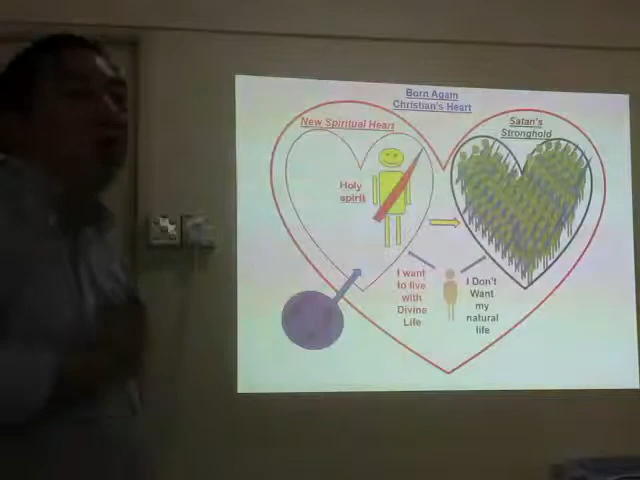 Born Again
Christian's Heart
New Spiritual Heart
Satan's
Stronghold
Holy
spirit
I want
to live
with
Divine
Life
I Don't
Want
my
natural
life